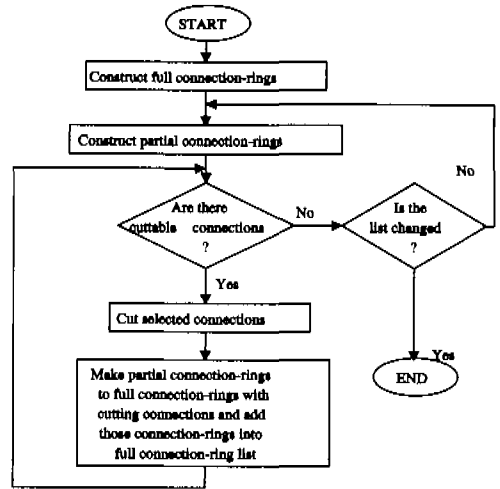 START
Construct full connection-rings
Construct partial connection-rings
No
Are there
cuttable connections
?
No
Is the
list changed
?
Yes
Cut selected connections
Yes
END
Make partial connection-rings
to full connection-rings with
cutting connections and add
those connection-rings into
full connection-ring list